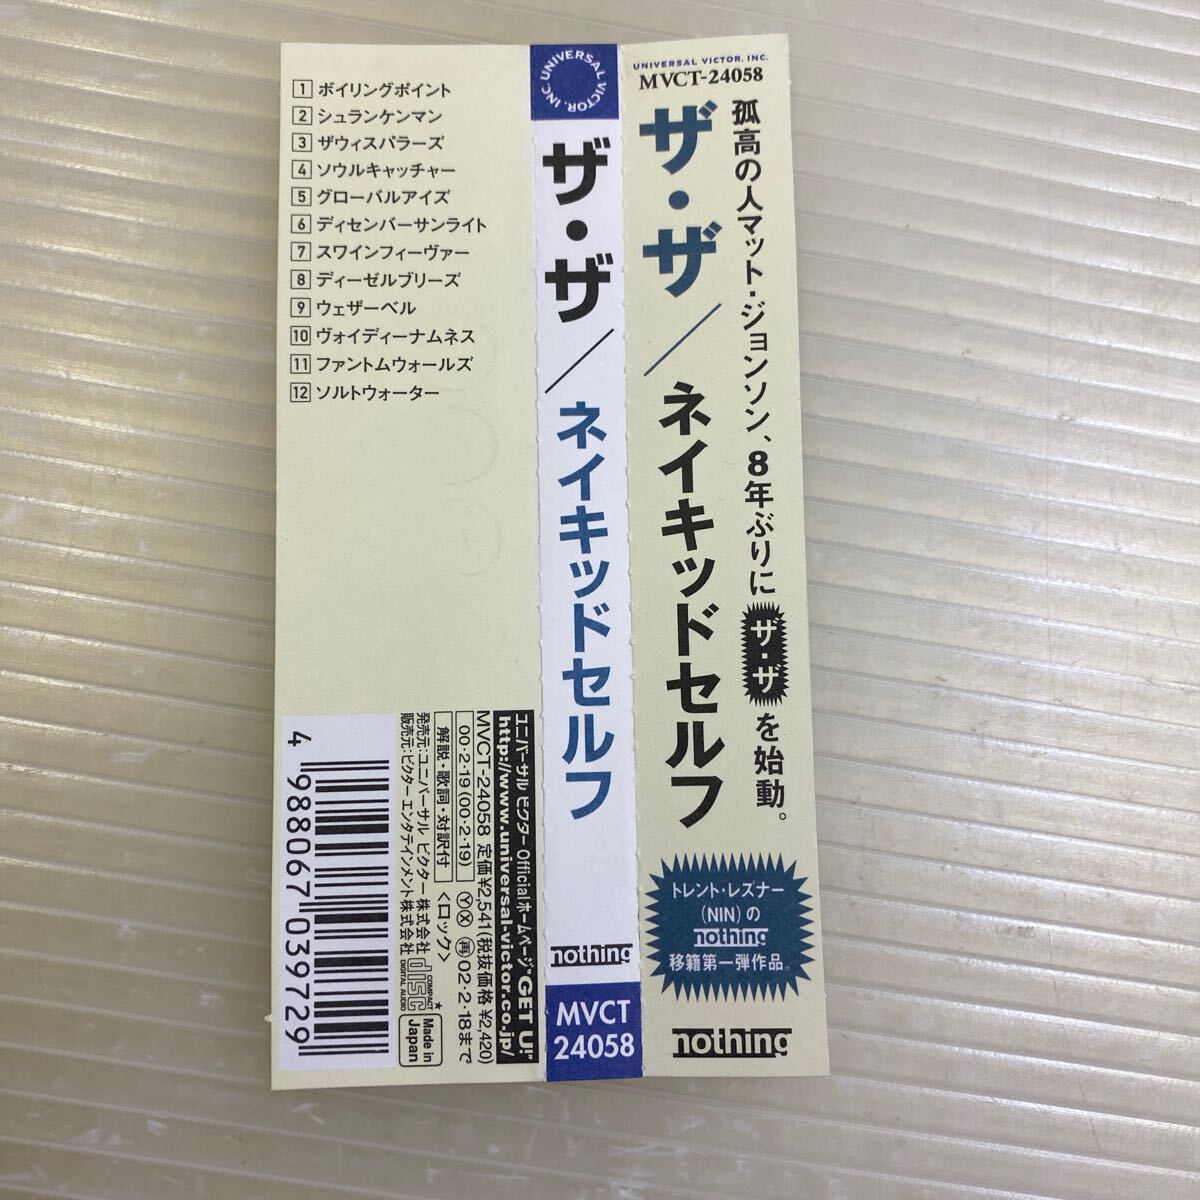 UNIVERSAL VICTOR, INC.
MVCT-24058
孤高の人マット・ジョンソン、8年ぶりにザ・ザを始動。
ザ・ザ／ネイキッドセルフ
トレント・レズナー
(NIN)の
nothing
移籍第一弾作品。
nothing
UNIVERSAL VICTOR, INC.
ザ・ザ／ネイキッドセルフ
nothing
MVCT
24058
1 ボイリングポイント
2 シュランケンマン
3 ザウィスパラーズ
4 ソウルキャッチャー
5 グローバルアイズ
6 ディセンバーサンライト
7 スワインフィーヴァー
8 ディーゼルブリーズ
9 ウェザーベル
10 ヴォイディーナムネス
11 ファントムウォールズ
12 ソルトウォーター
ユニバーサル ビクター Officialホームページ"GET U!"
http://www.universal-victor.co.jp/
MVCT-24058 定価¥2,541(税抜価格 ¥2,420)
00・2・19(00・2・19) Ⓨ Ⓧ 再 02・2・18まで
解説・歌詞・対訳付 〈ロック〉
発売元:ユニバーサル ビクター 株式会社
販売元:ビクター エンタテインメント株式会社
COMPACT
disc
DIGITAL AUDIO
★
Made in
Japan
4 988067 039729